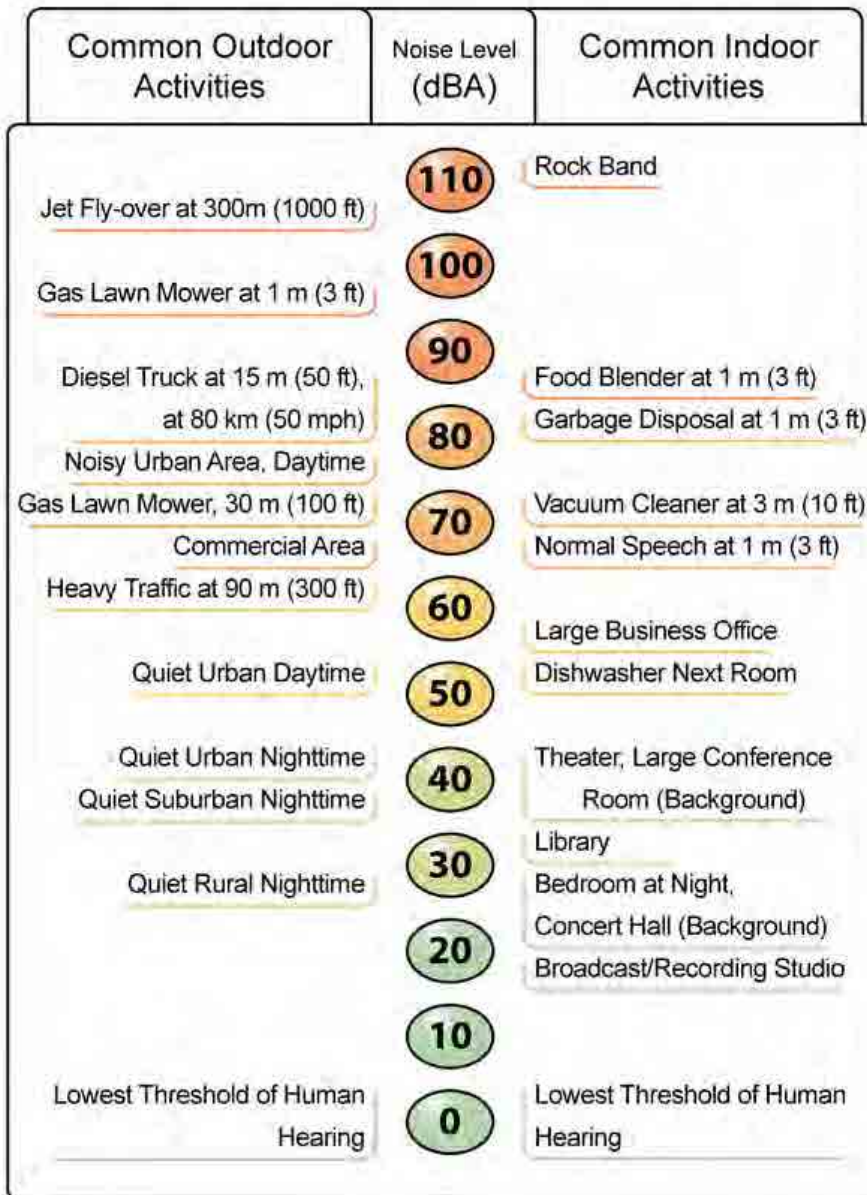 Common Outdoor
Activities
Noise Level
(dBA)
Common Indoor
Activities
110
Rock Band
Jet Fly-over at 300m (1000 ft)
100
Gas Lawn Mower at 1 m (3 ft)
90
Diesel Truck at 15 m (50 ft),
at 80 km (50 mph)
Food Blender at 1 m (3 ft)
80
Garbage Disposal at 1 m (3 ft)
Noisy Urban Area, Daytime
Gas Lawn Mower, 30 m (100 ft)
70
Vacuum Cleaner at 3 m (10 ft)
Commercial Area
Normal Speech at 1 m (3 ft)
Heavy Traffic at 90 m (300 ft)
60
Large Business Office
Quiet Urban Daytime
50
Dishwasher Next Room
Quiet Urban Nighttime
40
Theater, Large Conference
Room (Background)
Quiet Suburban Nighttime
Library
30
Quiet Rural Nighttime
Bedroom at Night,
Concert Hall (Background)
20
Broadcast/Recording Studio
10
Lowest Threshold of Human
Hearing
0
Lowest Threshold of Human
Hearing